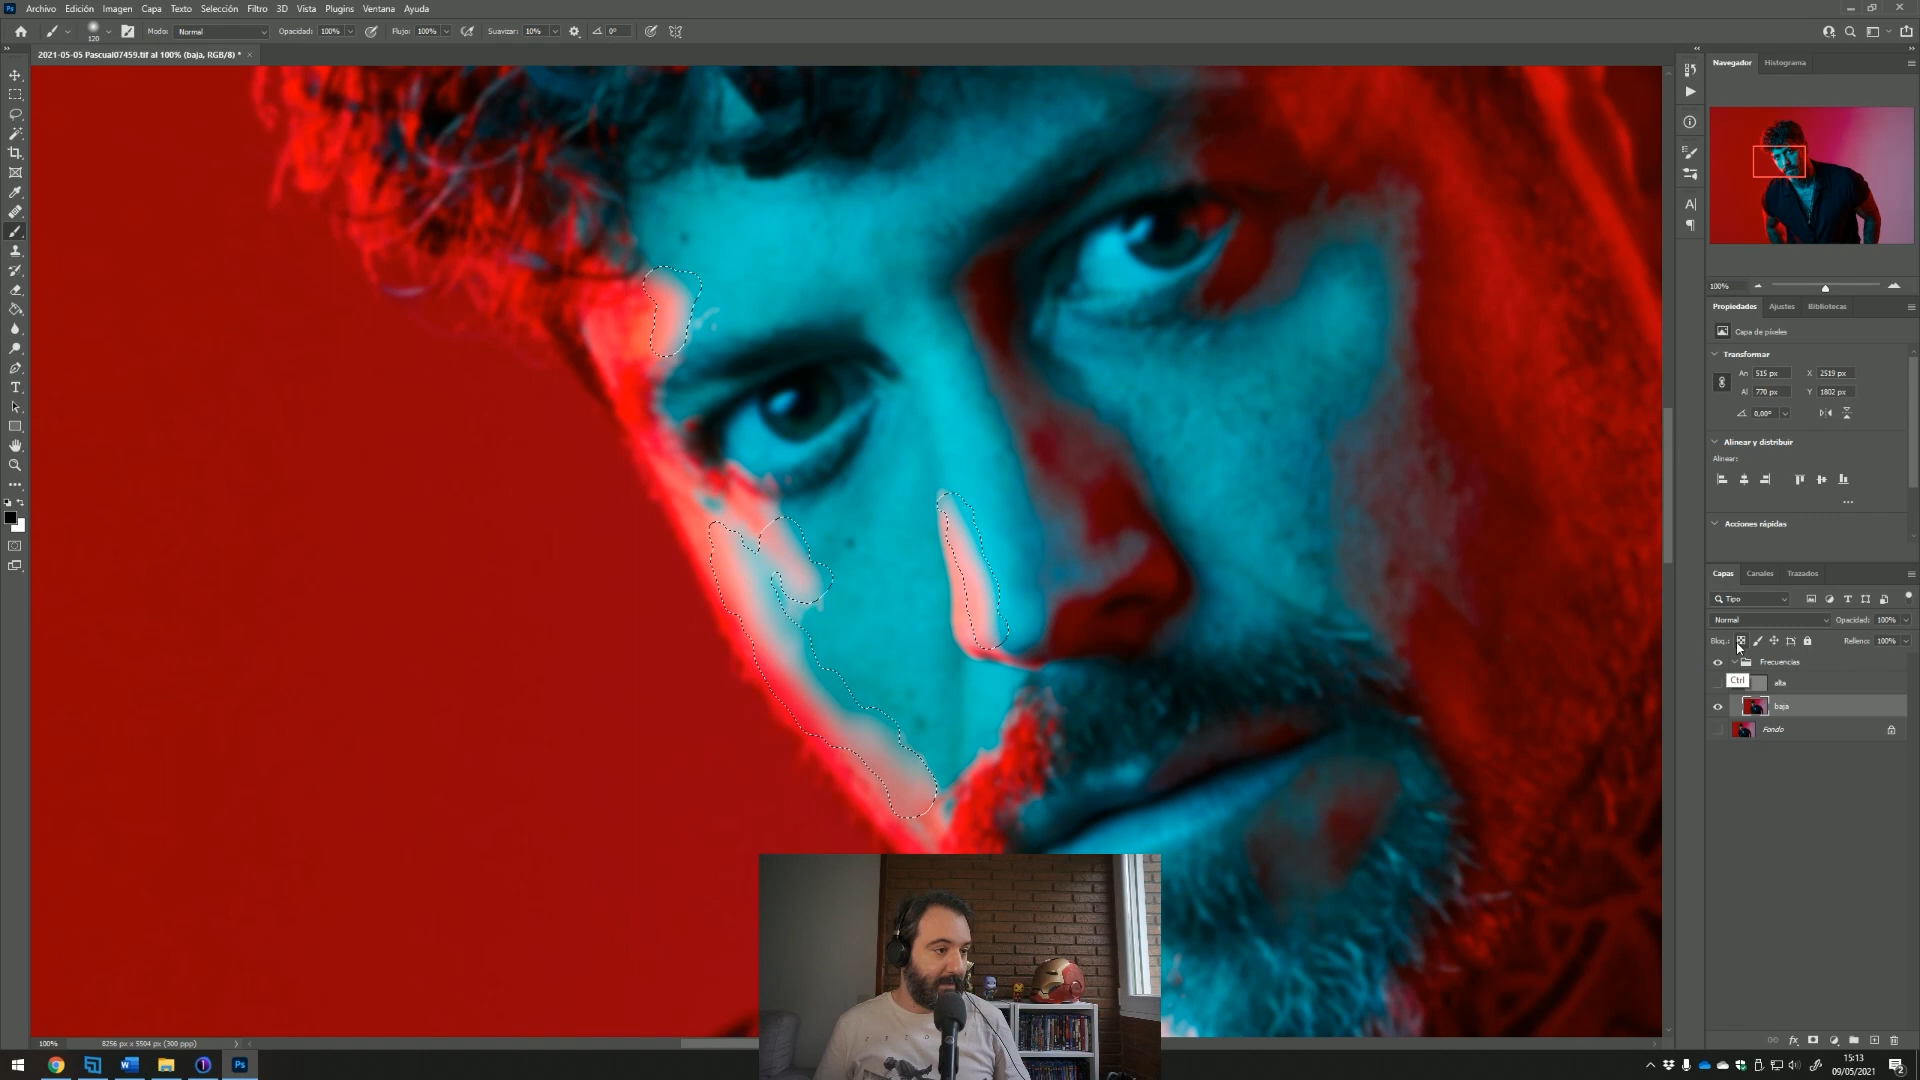 Ps Archivo Edición Imagen Capa Texto Selección Filtro 3D Vista Plugins Ventana Ayuda
120 Modo: Normal Opacidad: 100% Flujo: 100% Suavizar: 10% 0°
2021-05-05 Pascual07459.tif al 100% (baja, RGB/8) * ×
Navegador Histograma
100%
Propiedades Ajustes Bibliotecas
Capa de píxeles
Transformar
An 515 px X 2519 px
Al 770 px Y 1802 px
0,00°
Alinear y distribuir
Alinear:
Acciones rápidas
Capas Canales Trazados
Tipo
Normal Opacidad: 100%
Bloq.: Relleno: 100%
Frecuencias
Ctrl alta
baja
Fondo
100% 8256 px x 5504 px (300 ppp)
15:13
09/05/2021
2